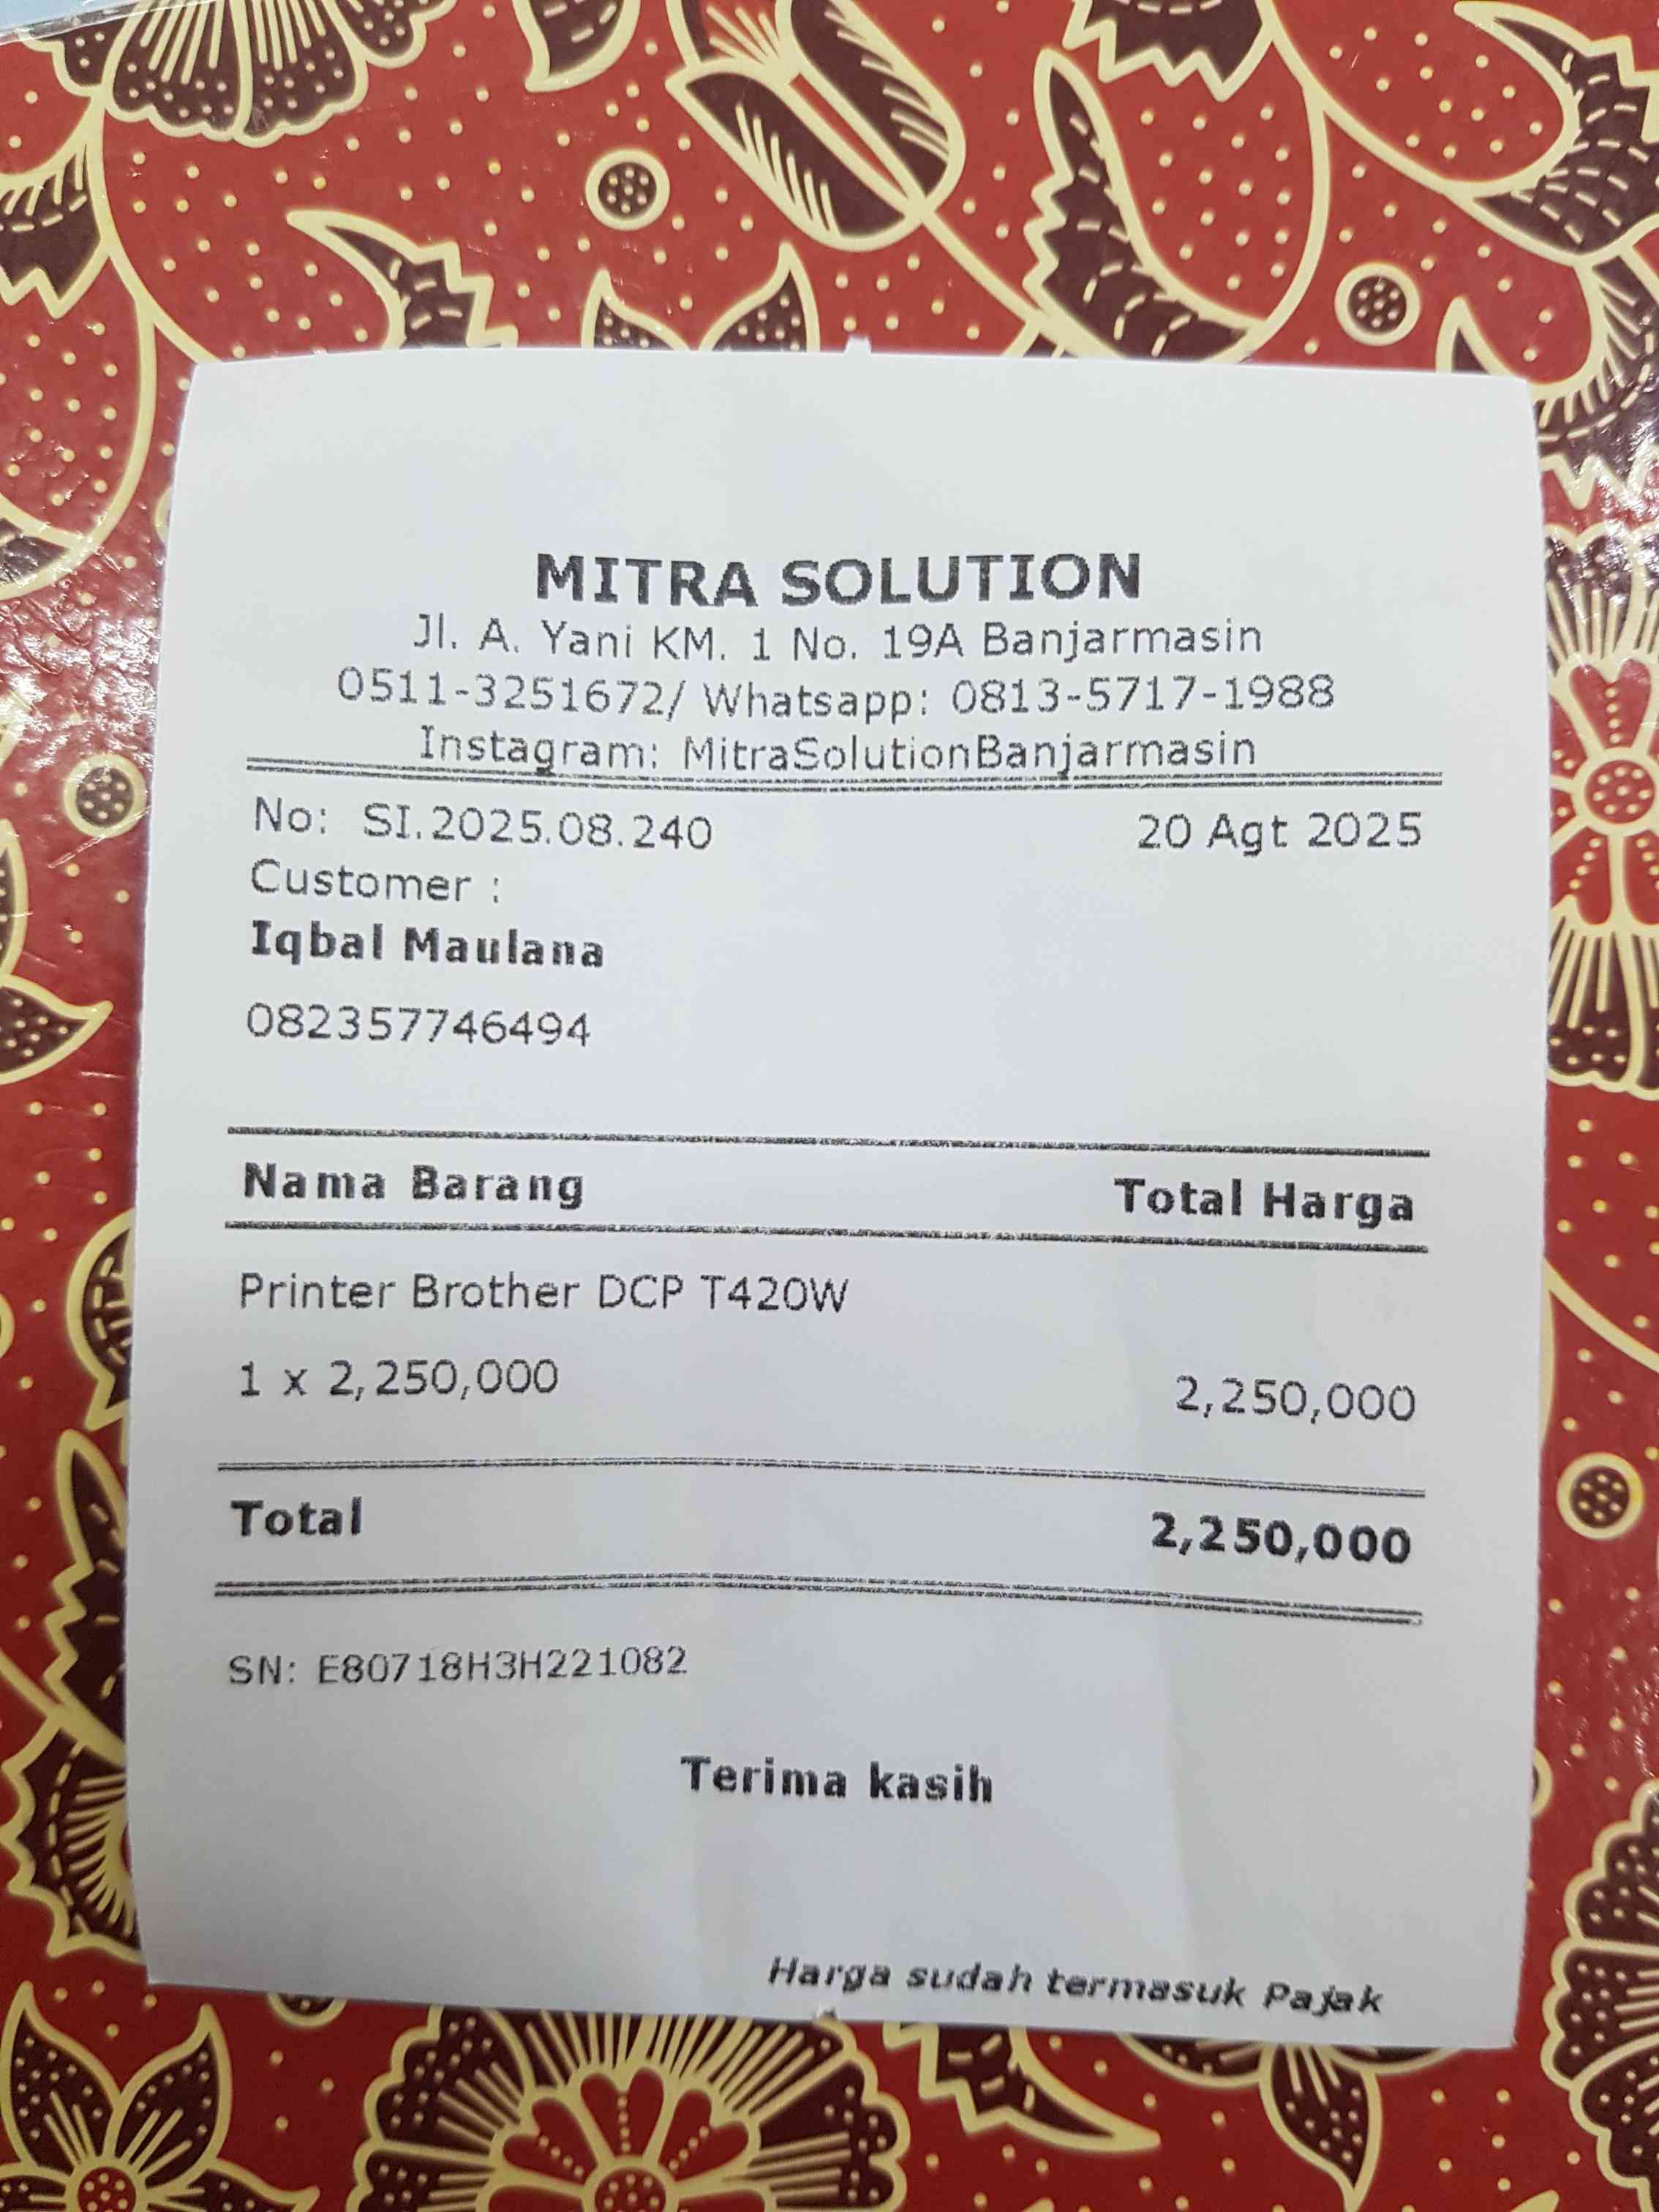 MITRA SOLUTION
Jl. A. Yani KM. 1 No. 19A Banjarmasin
0511-3251672/ Whatsapp: 0813-5717-1988
Instagram: MitraSolutionBanjarmasin
No: SI.2025.08.240 20 Agt 2025
Customer :
Iqbal Maulana
082357746494
Nama Barang Total Harga
Printer Brother DCP T420W
1 x 2,250,000 2,250,000
Total 2,250,000
SN: E80718H3H221082
Terima kasih
Harga sudah termasuk Pajak